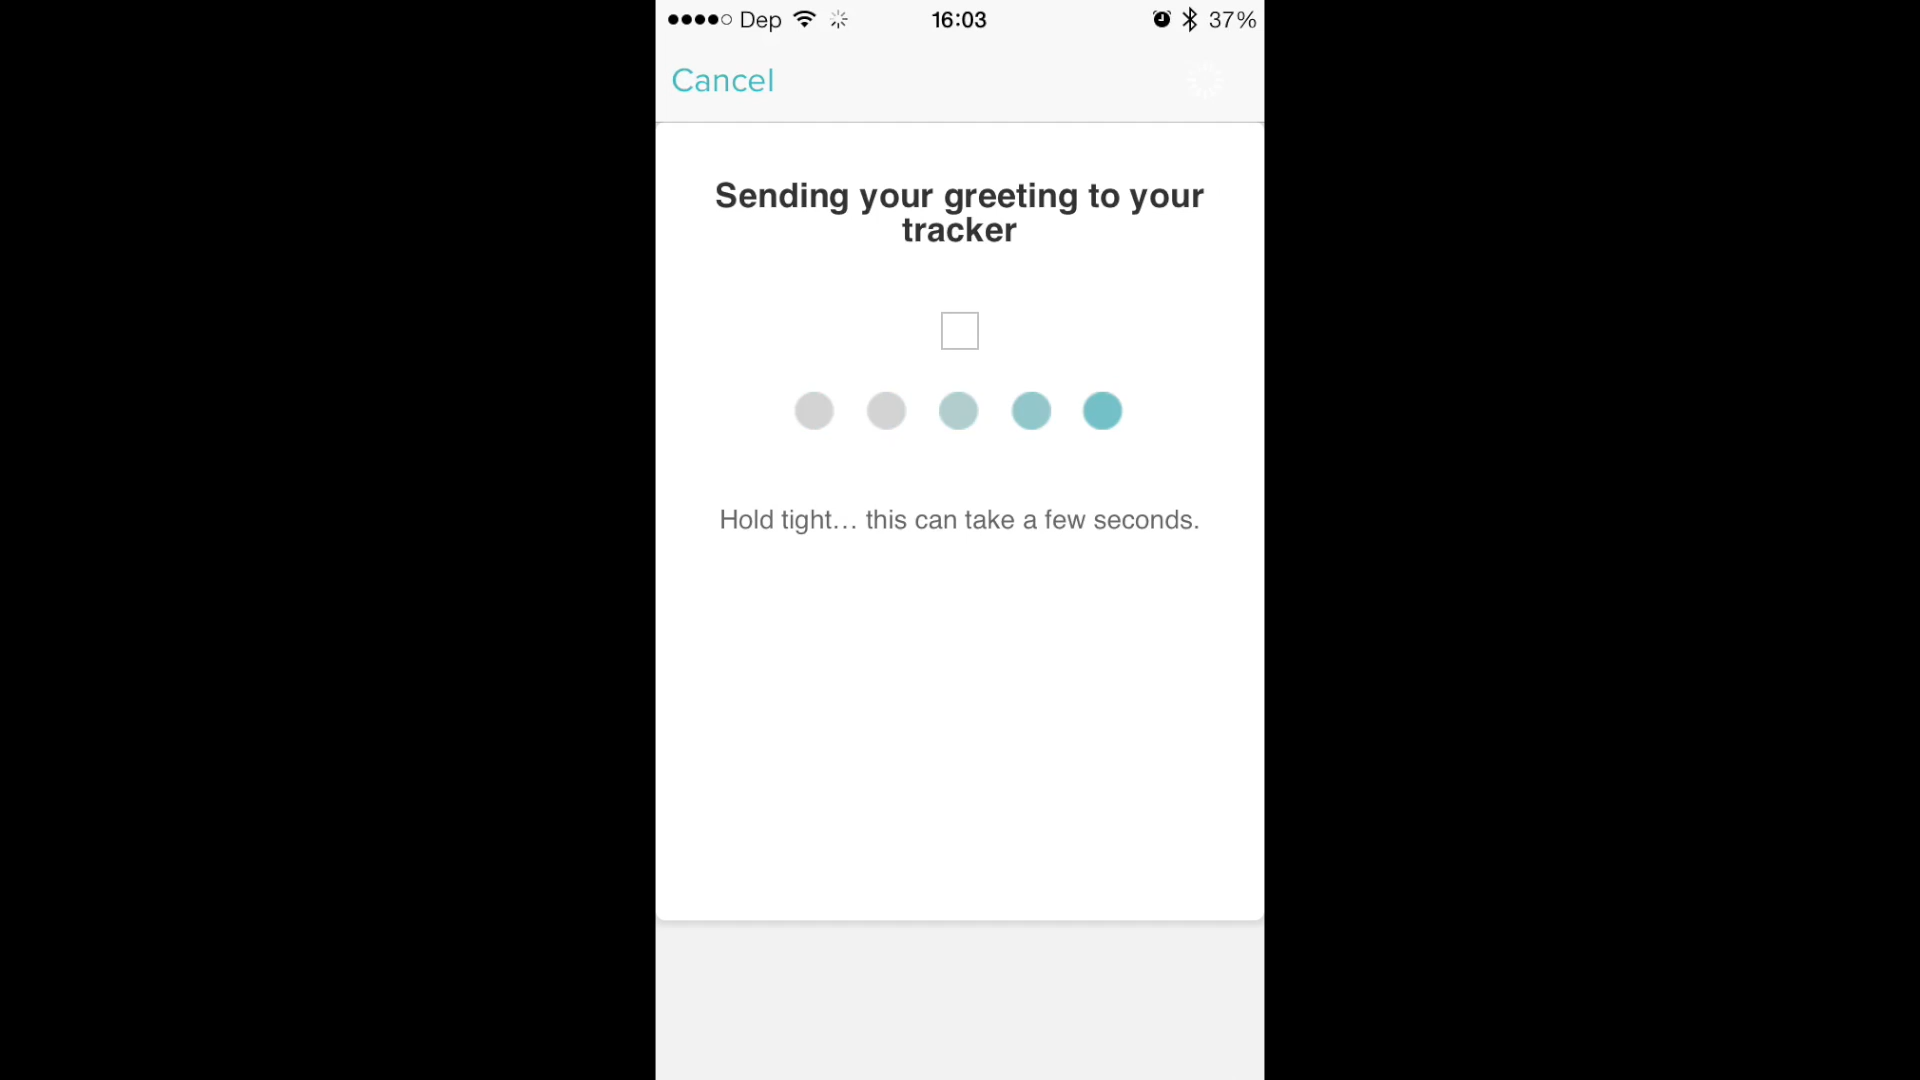 Dep 16:03 37%
Cancel
Sending your greeting to your
tracker
Hold tight... this can take a few seconds.